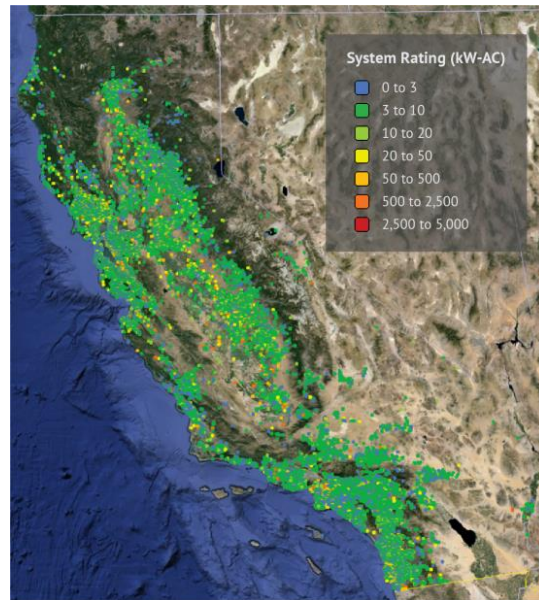 System Rating (kW-AC)
0 to 3
3 to 10
10 to 20
20 to 50
50 to 500
500 to 2,500
2,500 to 5,000